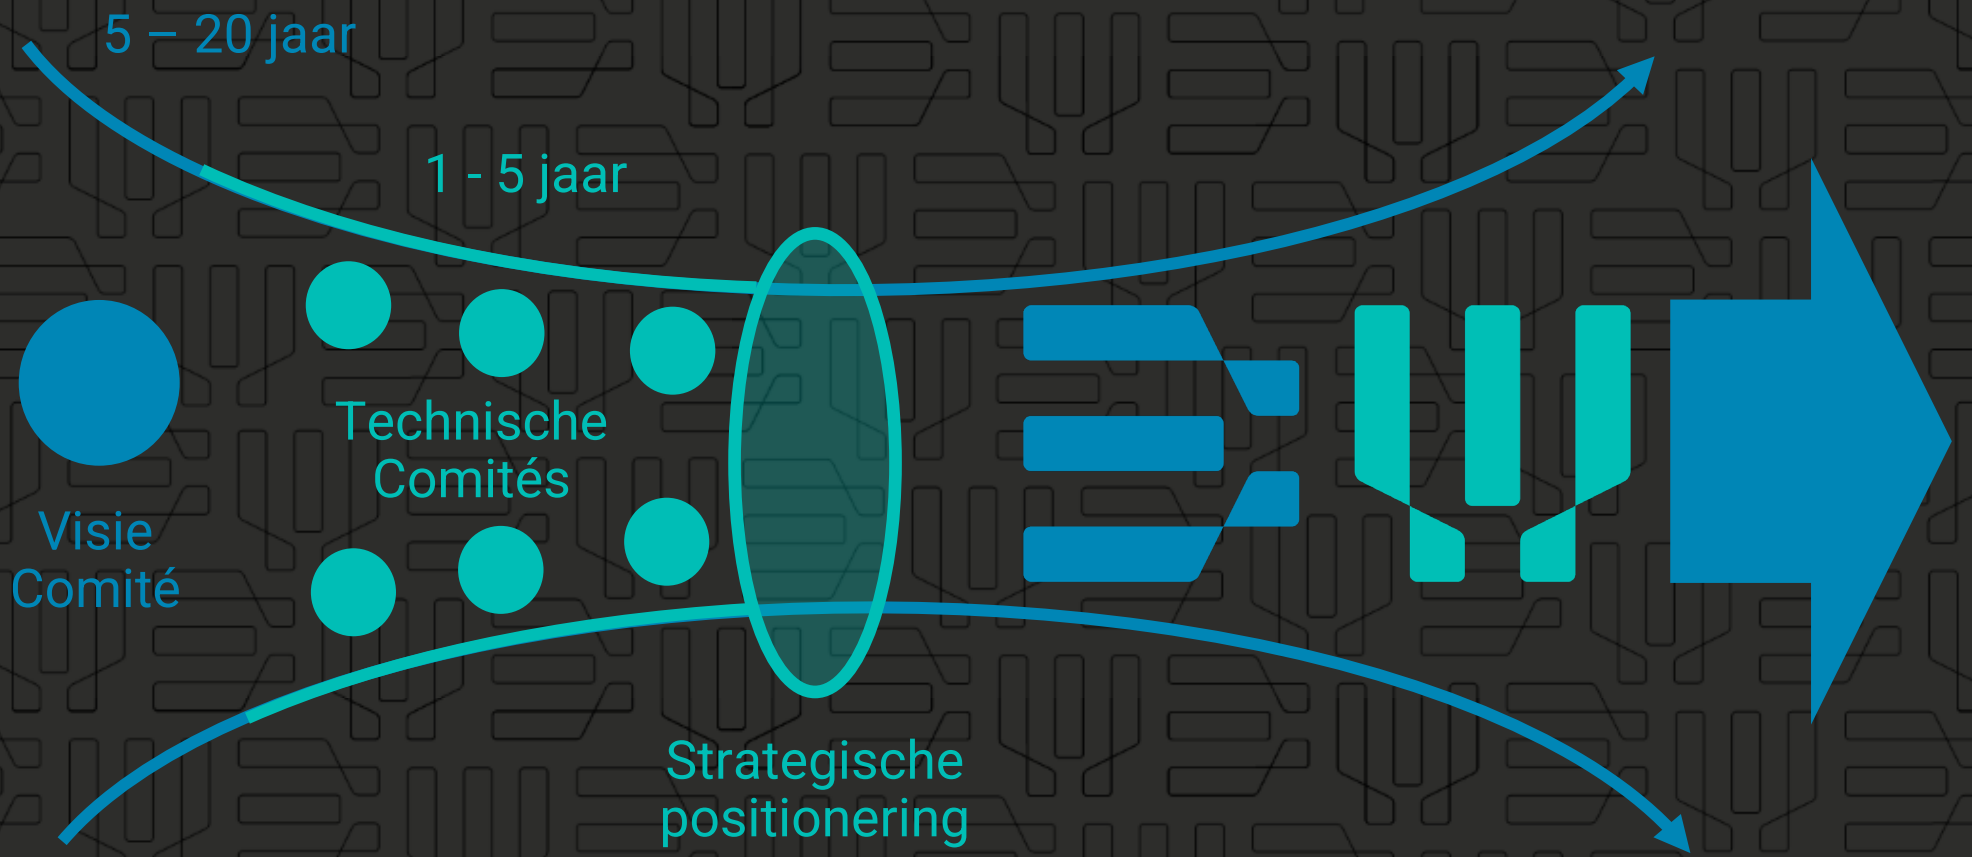 5 – 20 jaar
1 - 5 jaar
Technische
Comités
Visie
Comité
Strategische
positionering